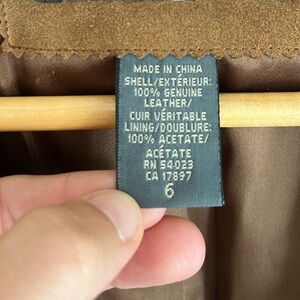 MADE IN CHINA
SHELL/EXTÉRIEUR:
100% GENUINE
LEATHER/
CUIR VÉRITABLE
LINING/DOUBLURE:
100% ACETATE/
ACÉTATE
RN 54023
CA 17897
6